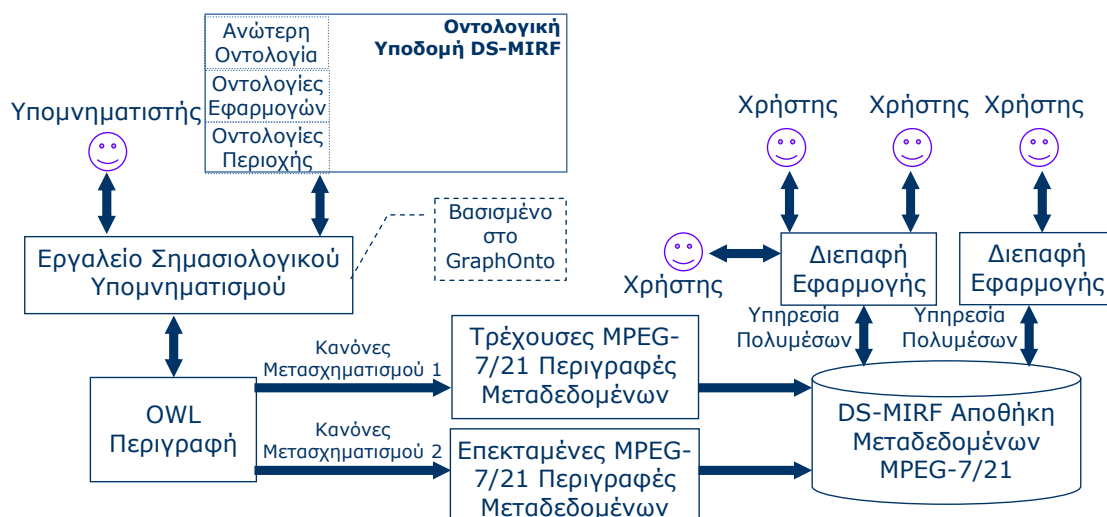 Ανώτερη
Οντολογία
Οντολογική
Υποδομή DS-MIRF
Οντολογίες
Εφαρμογών
Οντολογίες
Περιοχής
Υπομνηματιστής
Χρήστης
Χρήστης
Χρήστης
Βασισμένο
στο
GraphOnto
Εργαλείο Σημασιολογικού
Υπομνηματισμού
Χρήστης
Διεπαφή
Εφαρμογής
Διεπαφή
Εφαρμογής
Υπηρεσία
Πολυμέσων
Υπηρεσία
Πολυμέσων
OWL
Περιγραφή
Κανόνες
Μετασχηματισμού 1
Τρέχουσες MPEG-
7/21 Περιγραφές
Μεταδεδομένων
Κανόνες
Μετασχηματισμού 2
Επεκταμένες MPEG-
7/21 Περιγραφές
Μεταδεδομένων
DS-MIRF Αποθήκη
Μεταδεδομένων
MPEG-7/21